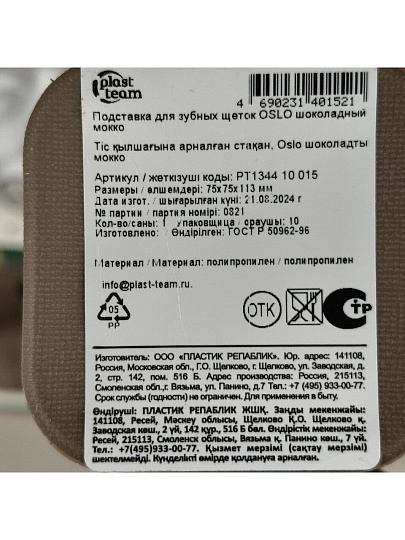 plast
team
4 690231 401521
Подставка для зубных щеток OSLO шоколадный
мокко
Тіс қылшағына арналған стақан, Oslo шоколадты
мокко
Артикул / жеткізуші коды: РТ1344 10 015
Размеры / өлшемдері: 75х75х113 мм
Дата изгот. / шығарылған күні: 21.08.2024 г
№ партии / партия номірі: 0821
Кол-во/саны: 1 Упаковщица / ораушы: 10
Изготовлено / Өндірілген: ГОСТ Р 50962-96
Материал / Материал: полипропилен / полипропилен
info@plast-team.ru.
05
PP
ОТК
СТР
Изготовитель: ООО «ПЛАСТИК РЕПАБЛИК». Юр. адрес: 141108,
Россия, Московская обл., Г.О. Щелково, г. Щелково, ул. Заводская, д.
2, стр. 142, пом. 516 Б. Адрес производства: Россия, 215113,
Смоленская обл.,г. Вязьма, ул. Панино, д.7 Тел.: +7 (495) 933-00-77.
Срок службы (годности) не ограничен. Для применения в быту.
Өндіруші: ПЛАСТИК РЕПАБЛИК ЖШҚ. Заңды мекенжайы:
141108, Ресей, Мәскеу облысы, Щелково Қ.О. Щелково қ.
Заводская көш., 2 үй, 142 құр., 516 Б бөл. Өндірістік мекенжайы:
Ресей, 215113, Смоленск облысы, Вязьма қ. Панино көш., 7 үй.
Тел.: +7(495)933-00-77. Қызмет мерзімі (сақтау мерзімі)
шектелмейді. Күнделікті өмірде қолдануға арналған.